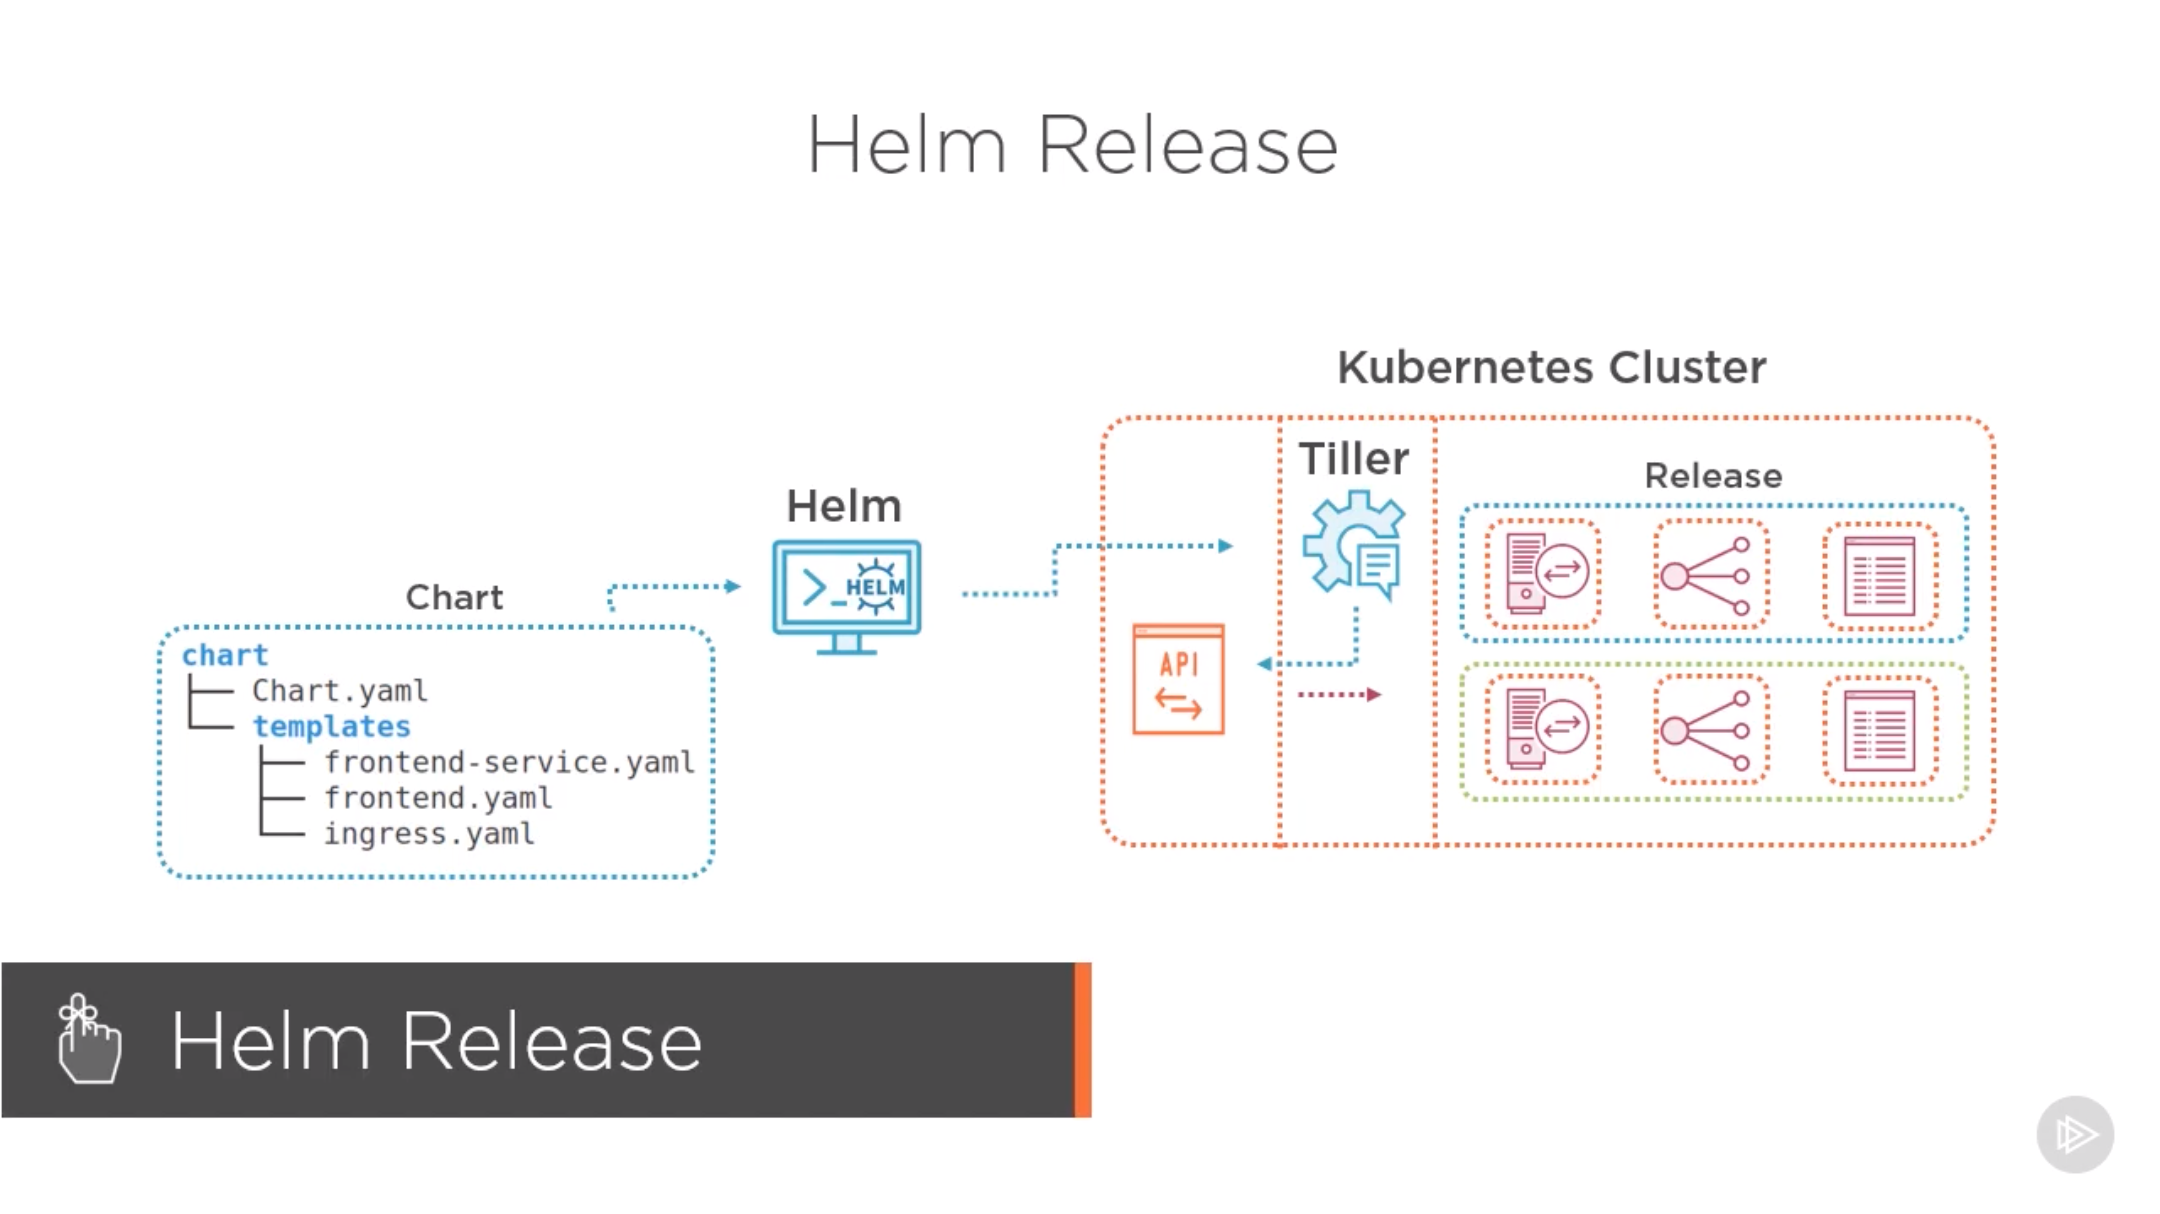 Helm Release
Kubernetes Cluster
Tiller
Release
Helm
>_ HELM
Chart
chart
Chart.yaml
templates
frontend-service.yaml
frontend.yaml
ingress.yaml
API
Helm Release